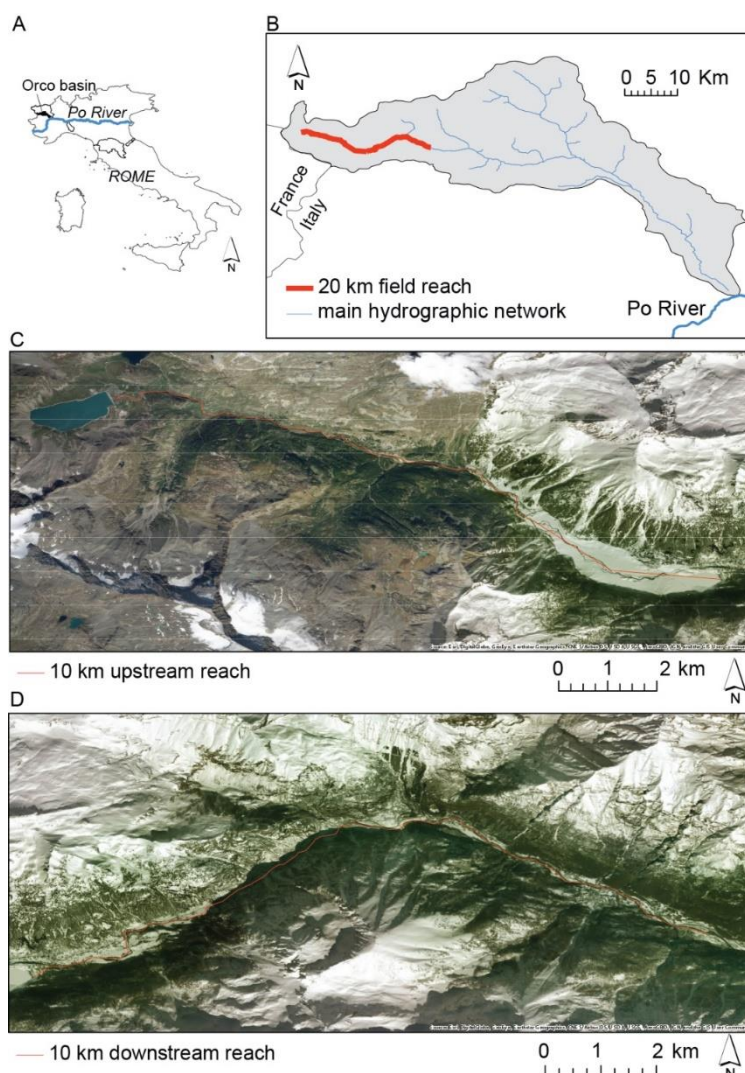 A
Orco basin
Po River
ROME
N
B
N
0 5 10 Km
France
Italy
20 km field reach
main hydrographic network
Po River
C
10 km upstream reach
0 1 2 km
N
D
10 km downstream reach
0 1 2 km
N